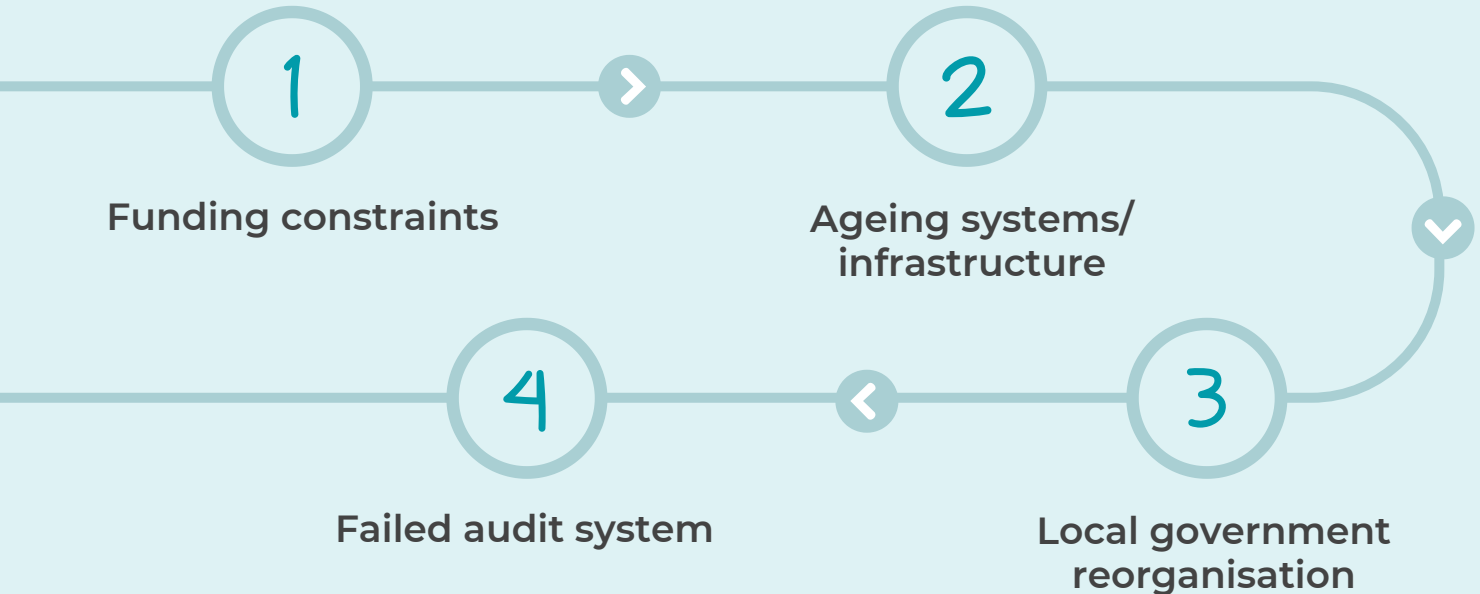 1
Funding constraints
2
Ageing systems/
infrastructure
3
Local government
reorganisation
4
Failed audit system